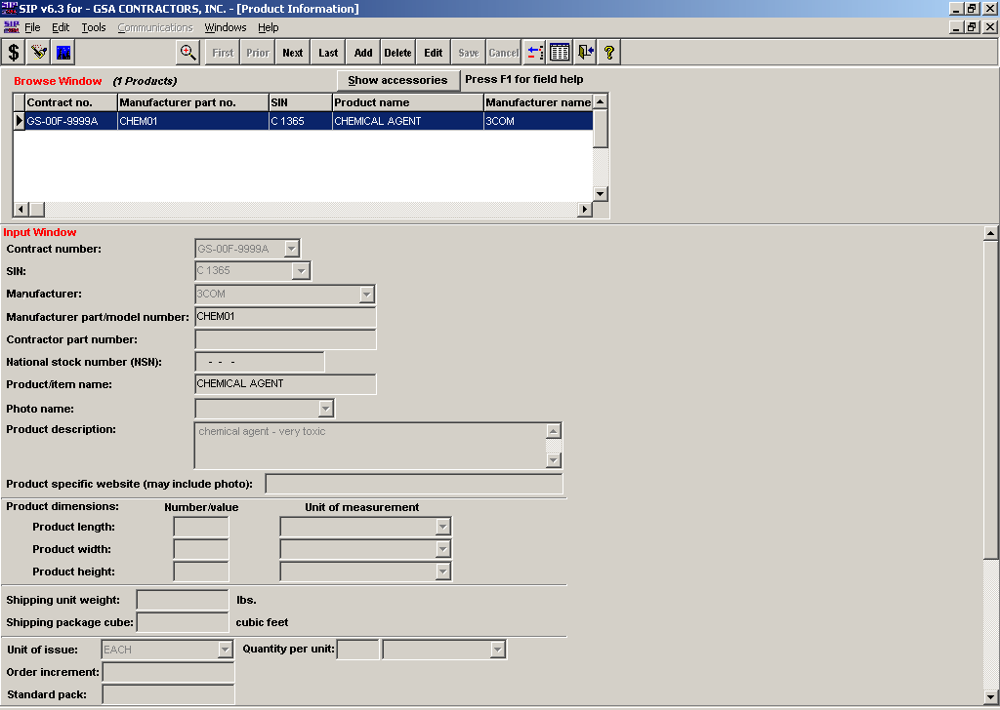 SIP v6.3 for - GSA CONTRACTORS, INC. - [Product Information]
SIP File Edit Tools Communications Windows Help
$ First Prior Next Last Add Delete Edit Save Cancel ?
Browse Window (1 Products) Show accessories Press F1 for field help
Contract no. Manufacturer part no. SIN Product name Manufacturer name
GS-00F-9999A CHEM01 C 1365 CHEMICAL AGENT 3COM
Input Window
Contract number: GS-00F-9999A
SIN: C 1365
Manufacturer: 3COM
Manufacturer part/model number: CHEM01
Contractor part number:
National stock number (NSN): - - -
Product/item name: CHEMICAL AGENT
Photo name:
Product description: chemical agent - very toxic
Product specific website (may include photo):
Product dimensions: Number/value Unit of measurement
Product length:
Product width:
Product height:
Shipping unit weight: lbs.
Shipping package cube: cubic feet
Unit of issue: EACH Quantity per unit:
Order increment:
Standard pack: